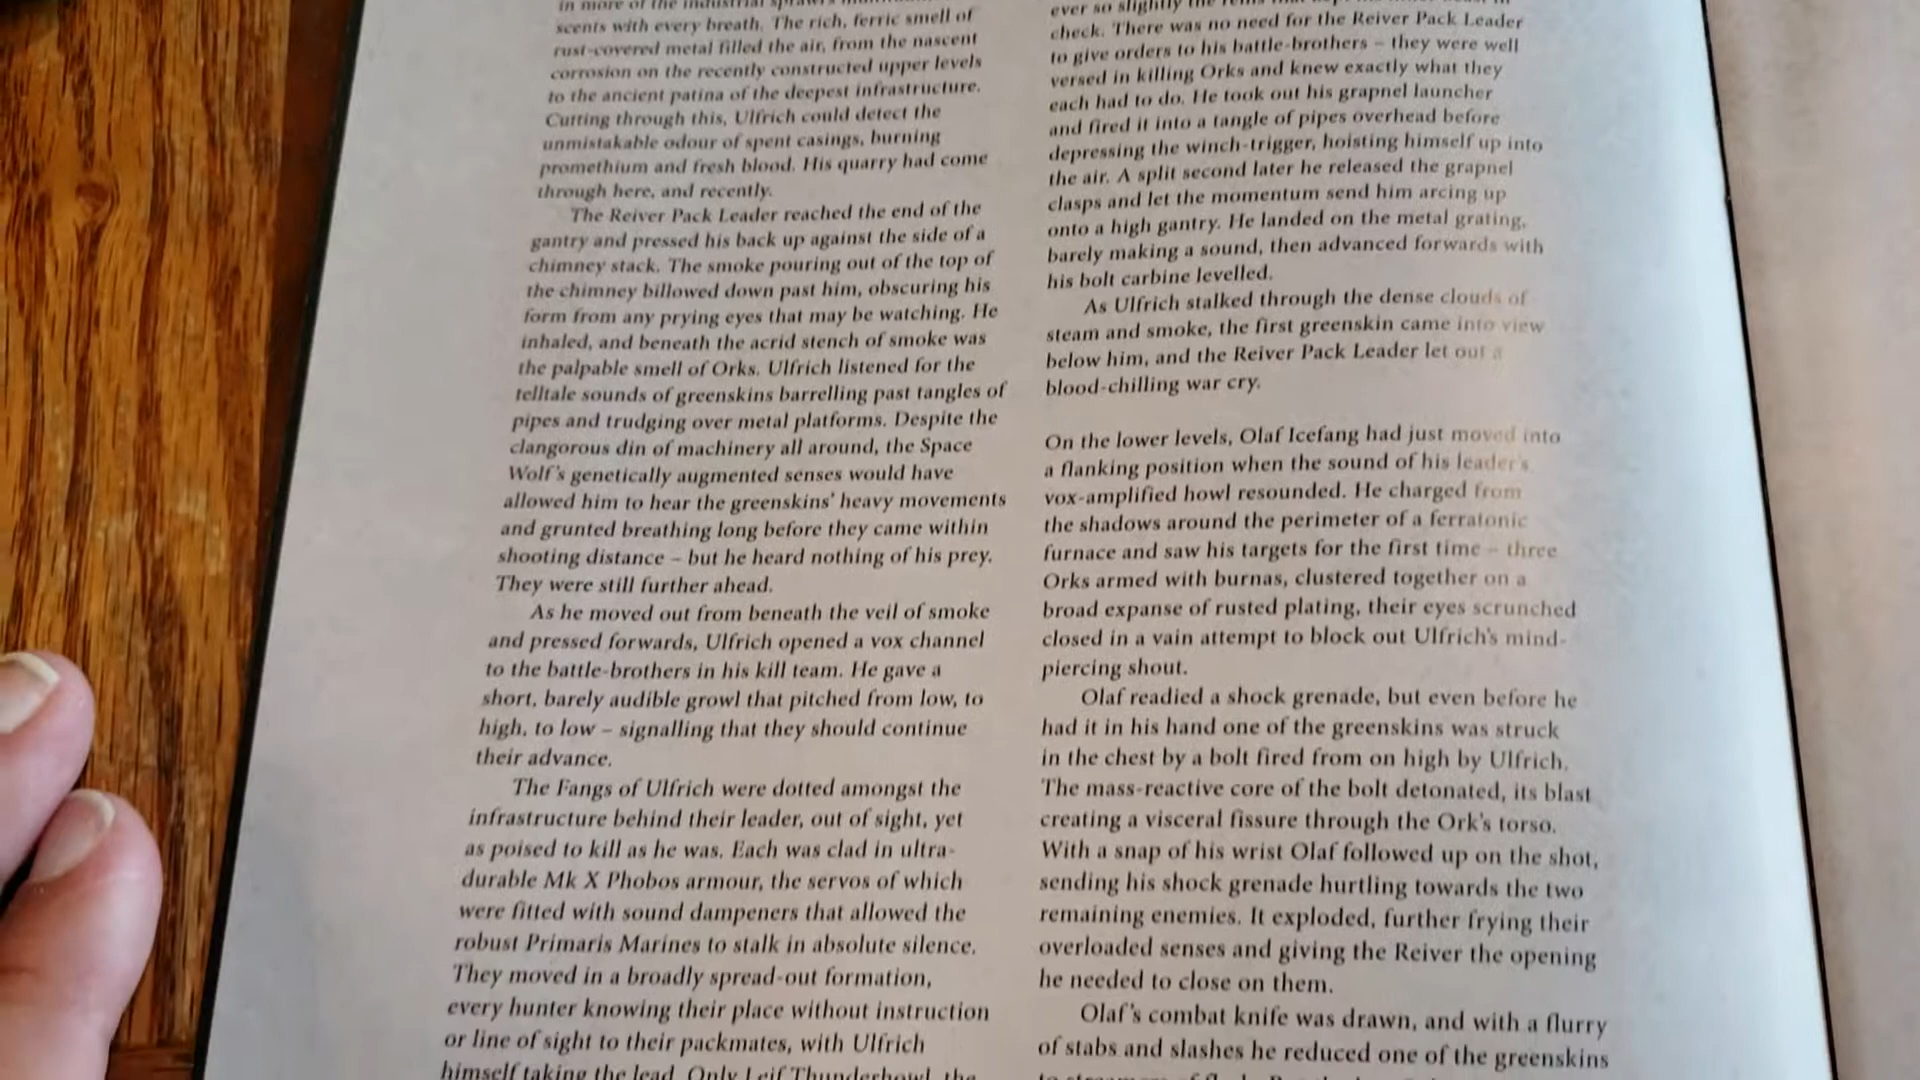 in more of the industrial
scents with every breath. The rich, ferric smell of
rust-covered metal filled the air, from the nascent
corrosion on the recently constructed upper levels
to the ancient patina of the deepest infrastructure.
Cutting through this, Ulfrich could detect the
unmistakable odour of spent casings, burning
promethium and fresh blood. His quarry had come
through here, and recently.
The Reiver Pack Leader reached the end of the
gantry and pressed his back up against the side of a
chimney stack. The smoke pouring out of the top of
the chimney billowed down past him, obscuring his
form from any prying eyes that may be watching. He
inhaled, and beneath the acrid stench of smoke was
the palpable smell of Orks. Ulfrich listened for the
telltale sounds of greenskins barrelling past tangles of
pipes and trudging over metal platforms. Despite the
clangorous din of machinery all around, the Space
Wolf's genetically augmented senses would have
allowed him to hear the greenskins' heavy movements
and grunted breathing long before they came within
shooting distance – but he heard nothing of his prey.
They were still further ahead.
As he moved out from beneath the veil of smoke
and pressed forwards, Ulfrich opened a vox channel
to the battle-brothers in his kill team. He gave a
short, barely audible growl that pitched from low, to
high, to low – signalling that they should continue
their advance.
The Fangs of Ulfrich were dotted amongst the
infrastructure behind their leader, out of sight, yet
as poised to kill as he was. Each was clad in ultra-
durable Mk X Phobos armour, the servos of which
were fitted with sound dampeners that allowed the
robust Primaris Marines to stalk in absolute silence.
They moved in a broadly spread-out formation,
every hunter knowing their place without instruction
or line of sight to their packmates, with Ulfrich
himself taking the lead. Only Leif Thunderhowl, the
ever so slightly the
check. There was no need for the Reiver Pack Leader
to give orders to his battle-brothers – they were well
versed in killing Orks and knew exactly what they
each had to do. He took out his grapnel launcher
and fired it into a tangle of pipes overhead before
depressing the winch-trigger, hoisting himself up into
the air. A split second later he released the grapnel
clasps and let the momentum send him arcing up
onto a high gantry. He landed on the metal grating,
barely making a sound, then advanced forwards with
his bolt carbine levelled.
As Ulfrich stalked through the dense clouds of
steam and smoke, the first greenskin came into view
below him, and the Reiver Pack Leader let out a
blood-chilling war cry.
On the lower levels, Olaf Icefang had just moved into
a flanking position when the sound of his leader's
vox-amplified howl resounded. He charged from
the shadows around the perimeter of a ferratonic
furnace and saw his targets for the first time – three
Orks armed with burnas, clustered together on a
broad expanse of rusted plating, their eyes scrunched
closed in a vain attempt to block out Ulfrich's mind-
piercing shout.
Olaf readied a shock grenade, but even before he
had it in his hand one of the greenskins was struck
in the chest by a bolt fired from on high by Ulfrich.
The mass-reactive core of the bolt detonated, its blast
creating a visceral fissure through the Ork's torso.
With a snap of his wrist Olaf followed up on the shot,
sending his shock grenade hurtling towards the two
remaining enemies. It exploded, further frying their
overloaded senses and giving the Reiver the opening
he needed to close on them.
Olaf's combat knife was drawn, and with a flurry
of stabs and slashes he reduced one of the greenskins